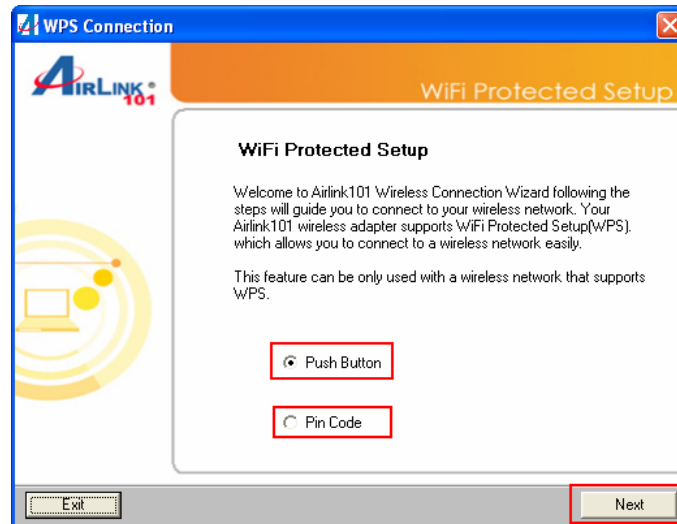 WPS Connection
AIRLINK
101
WiFi Protected Setup
WiFi Protected Setup
Welcome to Airlink101 Wireless Connection Wizard following the
steps will guide you to connect to your wireless network. Your
Airlink101 wireless adapter supports WiFi Protected Setup(WPS).
which allows you to connect to a wireless network easily.
This feature can be only used with a wireless network that supports
WPS.
Push Button
Pin Code
Exit
Next